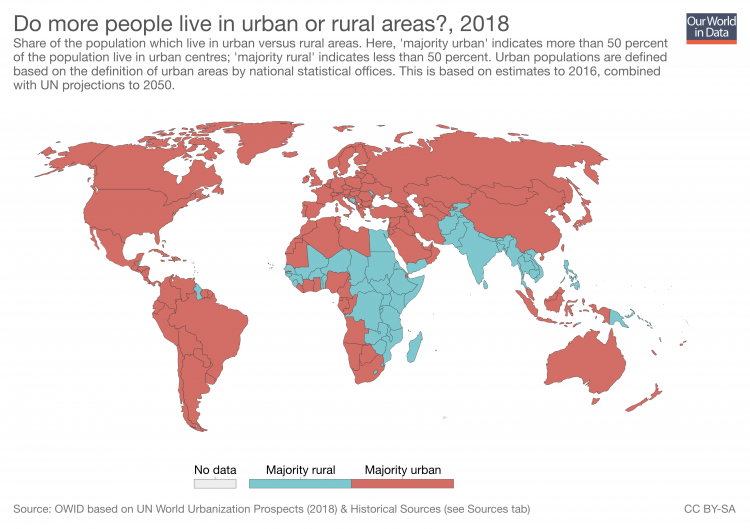 Do more people live in urban or rural areas?, 2018
Our World
in Data
Share of the population which live in urban versus rural areas. Here, 'majority urban' indicates more than 50 percent
of the population live in urban centres; 'majority rural' indicates less than 50 percent. Urban populations are defined
based on the definition of urban areas by national statistical offices. This is based on estimates to 2016, combined
with UN projections to 2050.
No data
Majority rural
Majority urban
Source: OWID based on UN World Urbanization Prospects (2018) & Historical Sources (see Sources tab)
CC BY-SA